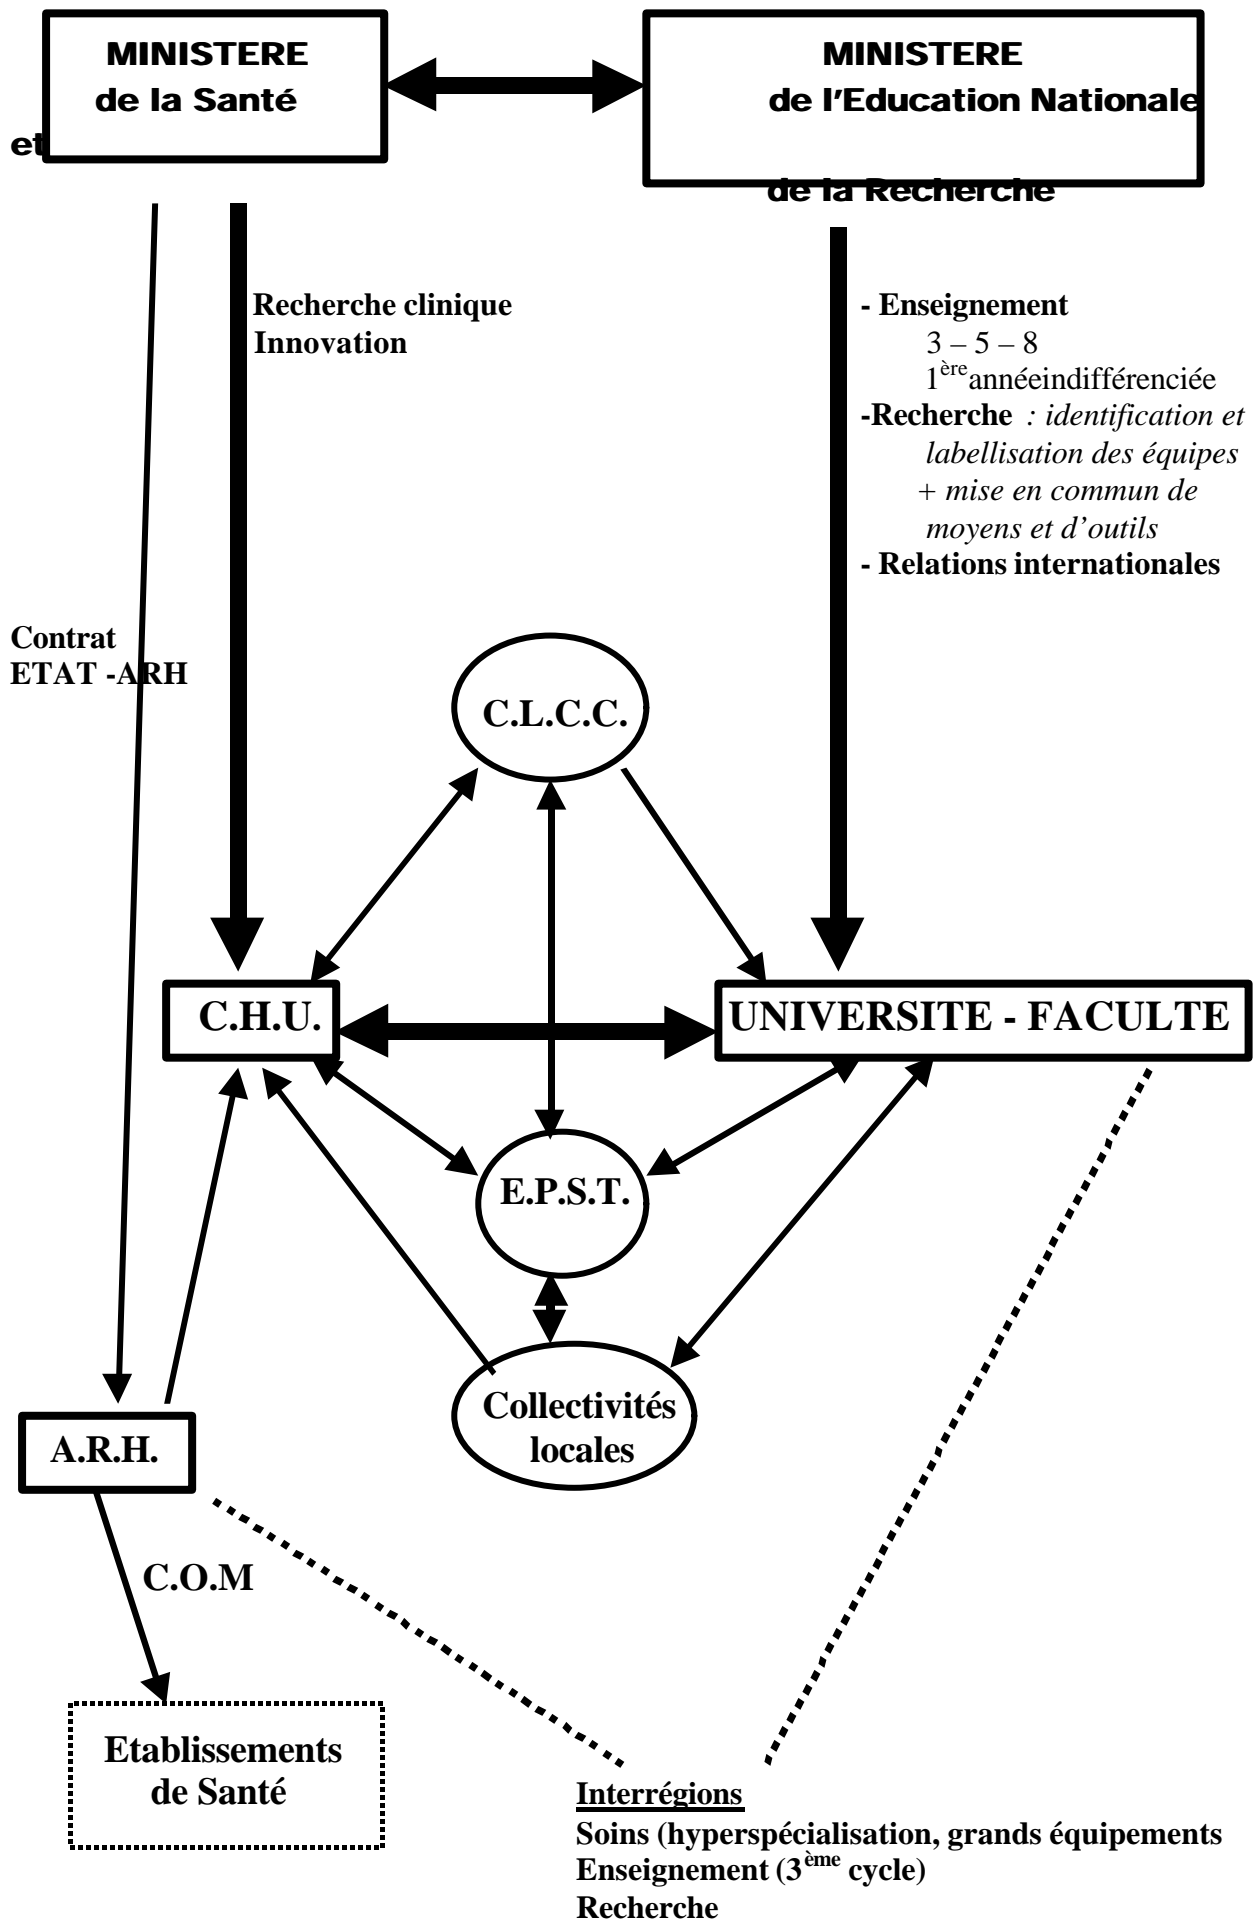 MINISTERE
de la Santé
et
MINISTERE
de l'Education Nationale
de la Recherche
Recherche clinique
Innovation
- Enseignement
3 – 5 – 8
1ère annéeindifférenciée
-Recherche : identification et
labellisation des équipes
+ mise en commun de
moyens et d’outils
- Relations internationales
Contrat
ETAT -ARH
C.L.C.C.
C.H.U.
UNIVERSITE - FACULTE
E.P.S.T.
Collectivités
locales
A.R.H.
C.O.M
Etablissements
de Santé
Interrégions
Soins (hyperspécialisation, grands équipements
Enseignement (3ème cycle)
Recherche